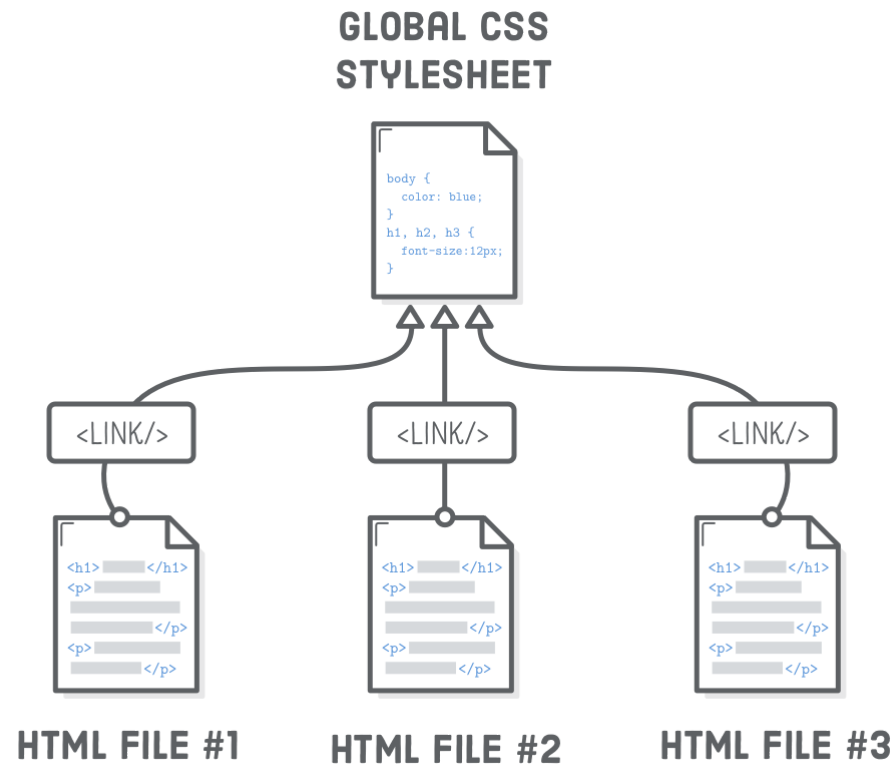 GLOBAL CSS
STYLESHEET
body {
  color: blue;
}
h1, h2, h3 {
  font-size:12px;
}
<LINK/>
<LINK/>
<LINK/>
<h1> </h1>
<p>
</p>
<p>
</p>
<h1> </h1>
<p>
</p>
<p>
</p>
<h1> </h1>
<p>
</p>
<p>
</p>
HTML FILE #1
HTML FILE #2
HTML FILE #3